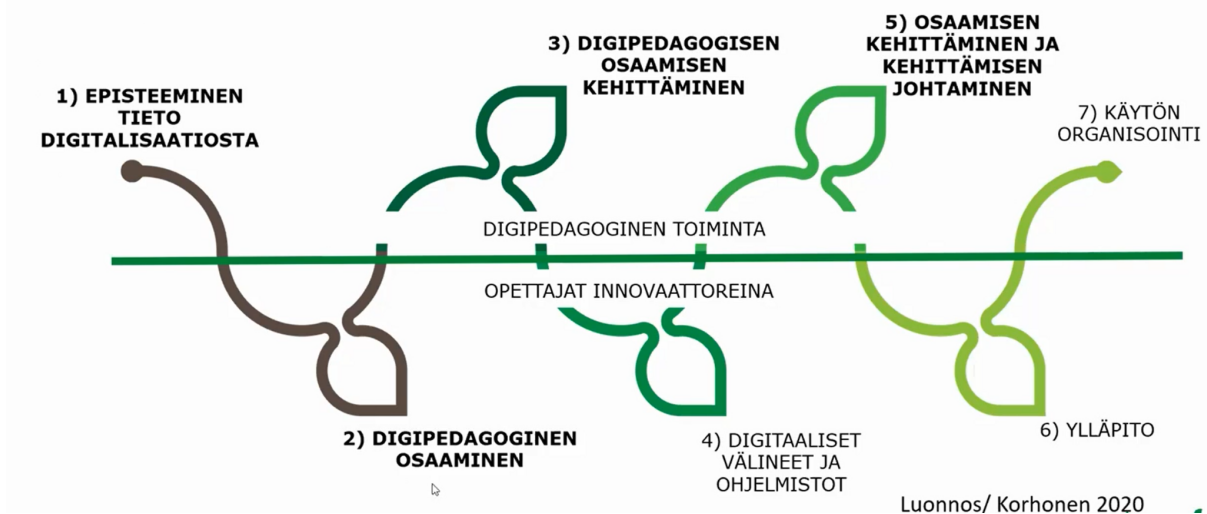 1) EPISTEEMINEN
TIETO
DIGITALISAATIOSTA
2) DIGIPEDAGOGINEN
OSAAMINEN
3) DIGIPEDAGOGISEN
OSAAMISEN
KEHITTÄMINEN
DIGIPEDAGOGINEN TOIMINTA
OPETTAJAT INNOVAATTOREINA
4) DIGITAALISET
VÄLINEET JA
OHJELMISTOT
5) OSAAMISEN
KEHITTÄMINEN JA
KEHITTÄMISEN
JOHTAMINEN
6) YLLÄPITO
7) KÄYTÖN
ORGANISOINTI
Luonnos/ Korhonen 2020